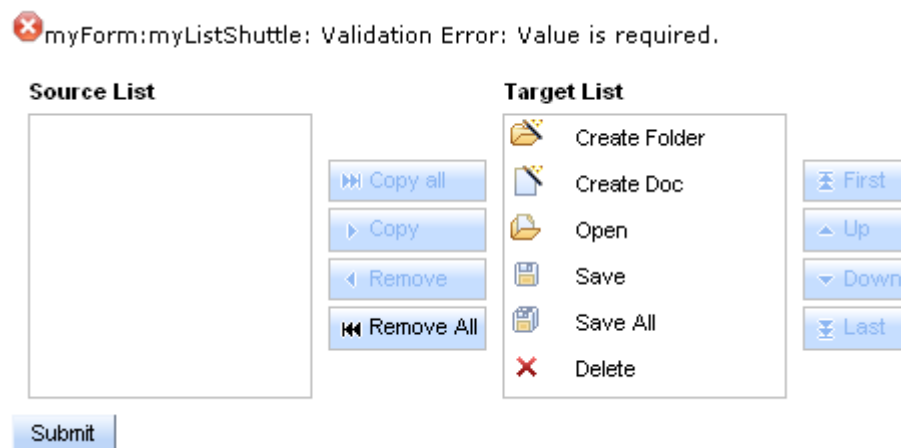 myForm:myListShuttle: Validation Error: Value is required.
Source List
Target List
Copy all
Copy
Remove
Remove All
Create Folder
Create Doc
Open
Save
Save All
Delete
First
Up
Down
Last
Submit